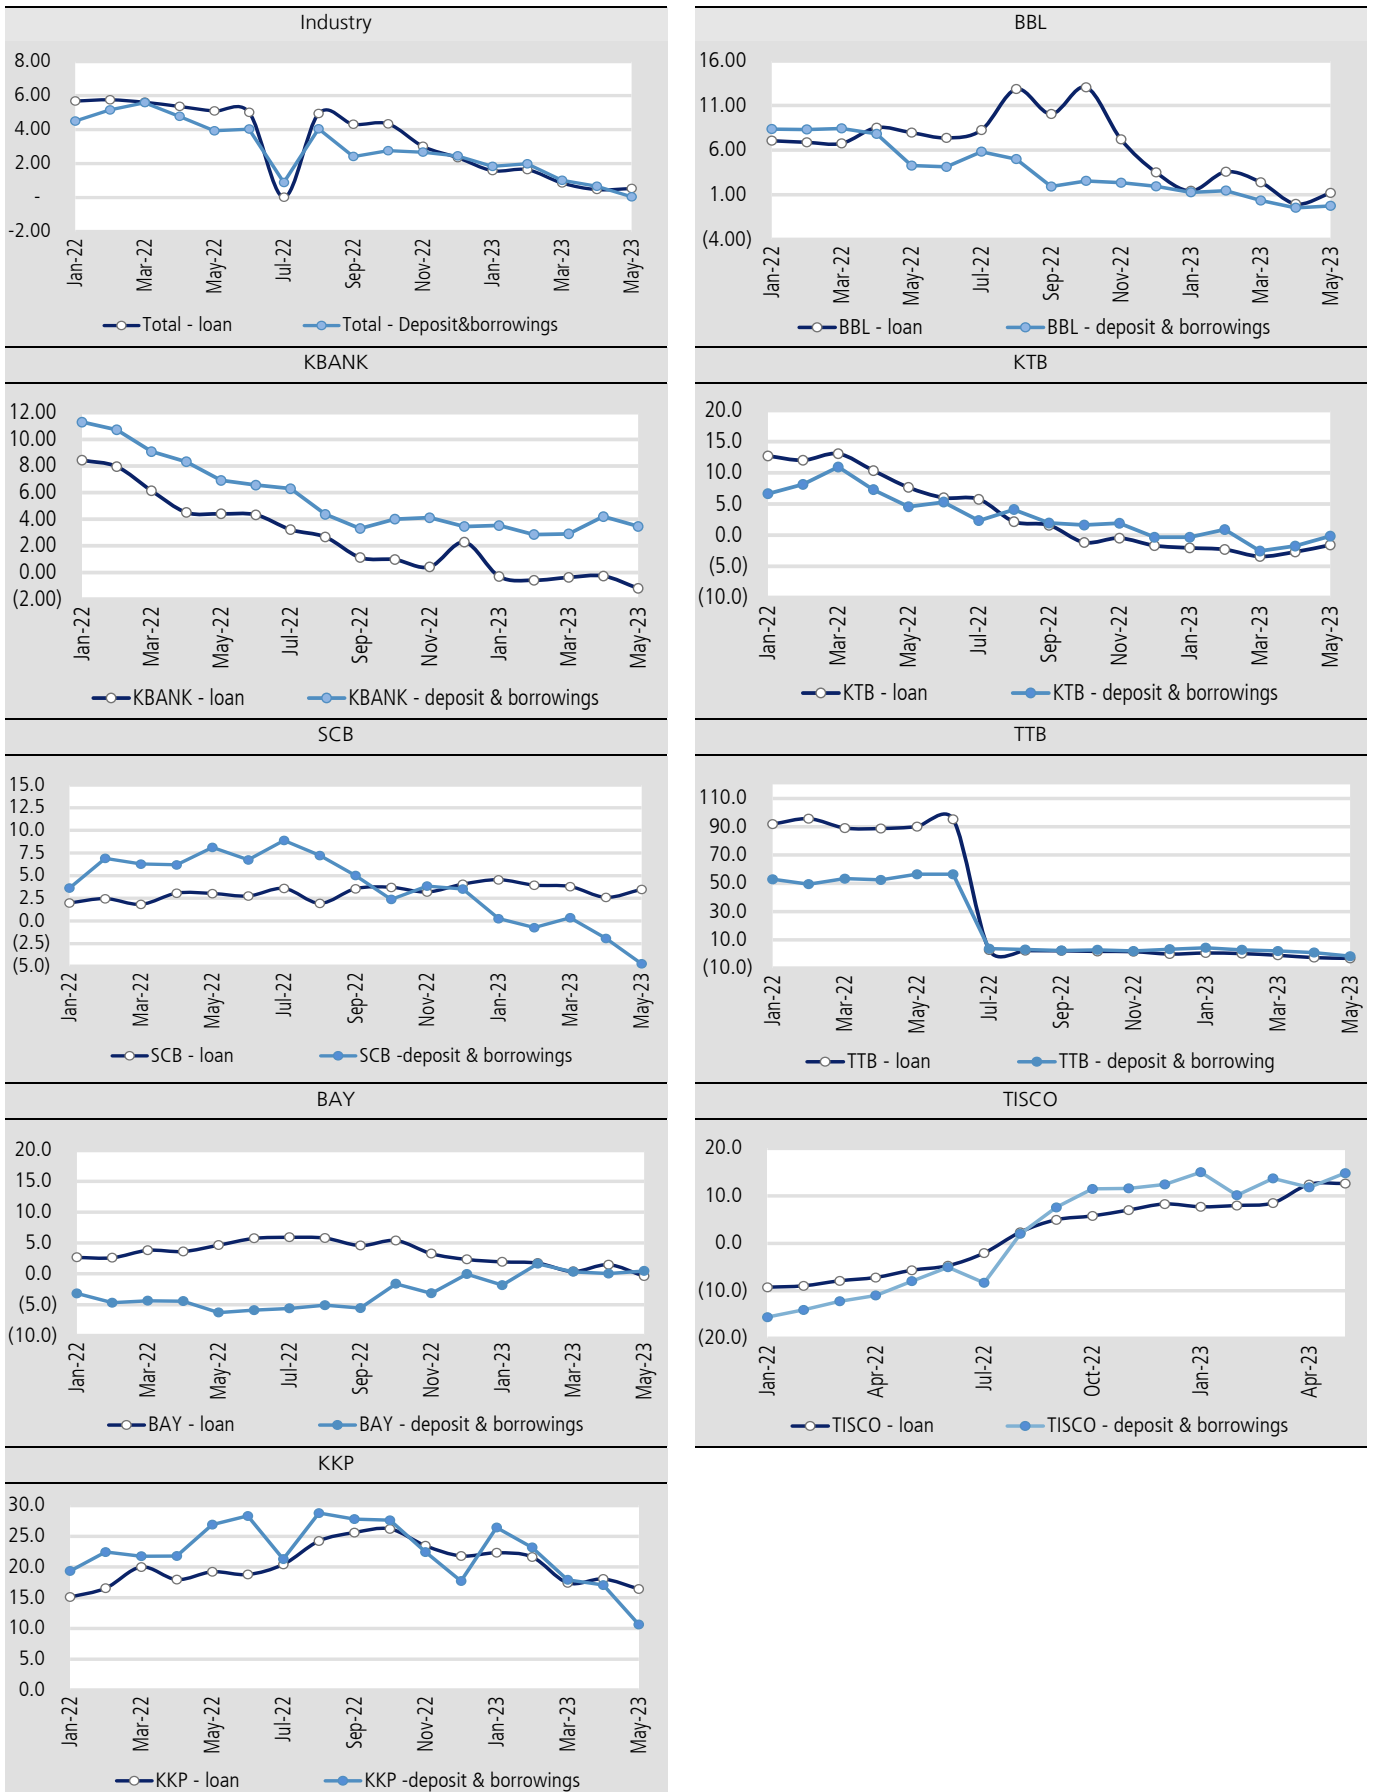 Industry
8.00
6.00
4.00
2.00
-
-2.00
Jan-22
Mar-22
May-22
Jul-22
Sep-22
Nov-22
Jan-23
Mar-23
May-23
Total - loan
Total - Deposit&borrowings
BBL
16.00
11.00
6.00
1.00
(4.00)
Jan-22
Mar-22
May-22
Jul-22
Sep-22
Nov-22
Jan-23
Mar-23
May-23
BBL - loan
BBL - deposit & borrowings
KBANK
12.00
10.00
8.00
6.00
4.00
2.00
0.00
(2.00)
Jan-22
Mar-22
May-22
Jul-22
Sep-22
Nov-22
Jan-23
Mar-23
May-23
KBANK - loan
KBANK - deposit & borrowings
KTB
20.0
15.0
10.0
5.0
0.0
(5.0)
(10.0)
Jan-22
Mar-22
May-22
Jul-22
Sep-22
Nov-22
Jan-23
Mar-23
May-23
KTB - loan
KTB - deposit & borrowings
SCB
15.0
12.5
10.0
7.5
5.0
2.5
0.0
(2.5)
(5.0)
Jan-22
Mar-22
May-22
Jul-22
Sep-22
Nov-22
Jan-23
Mar-23
May-23
SCB - loan
SCB -deposit & borrowings
TTB
110.0
90.0
70.0
50.0
30.0
10.0
(10.0)
Jan-22
Mar-22
May-22
Jul-22
Sep-22
Nov-22
Jan-23
Mar-23
May-23
TTB - loan
TTB - deposit & borrowing
BAY
20.0
15.0
10.0
5.0
0.0
(5.0)
(10.0)
Jan-22
Mar-22
May-22
Jul-22
Sep-22
Nov-22
Jan-23
Mar-23
May-23
BAY - loan
BAY - deposit & borrowings
TISCO
20.0
10.0
0.0
(10.0)
(20.0)
Jan-22
Apr-22
Jul-22
Oct-22
Jan-23
Apr-23
TISCO - loan
TISCO - deposit & borrowings
KKP
30.0
25.0
20.0
15.0
10.0
5.0
0.0
Jan-22
Mar-22
May-22
Jul-22
Sep-22
Nov-22
Jan-23
Mar-23
May-23
KKP - loan
KKP -deposit & borrowings